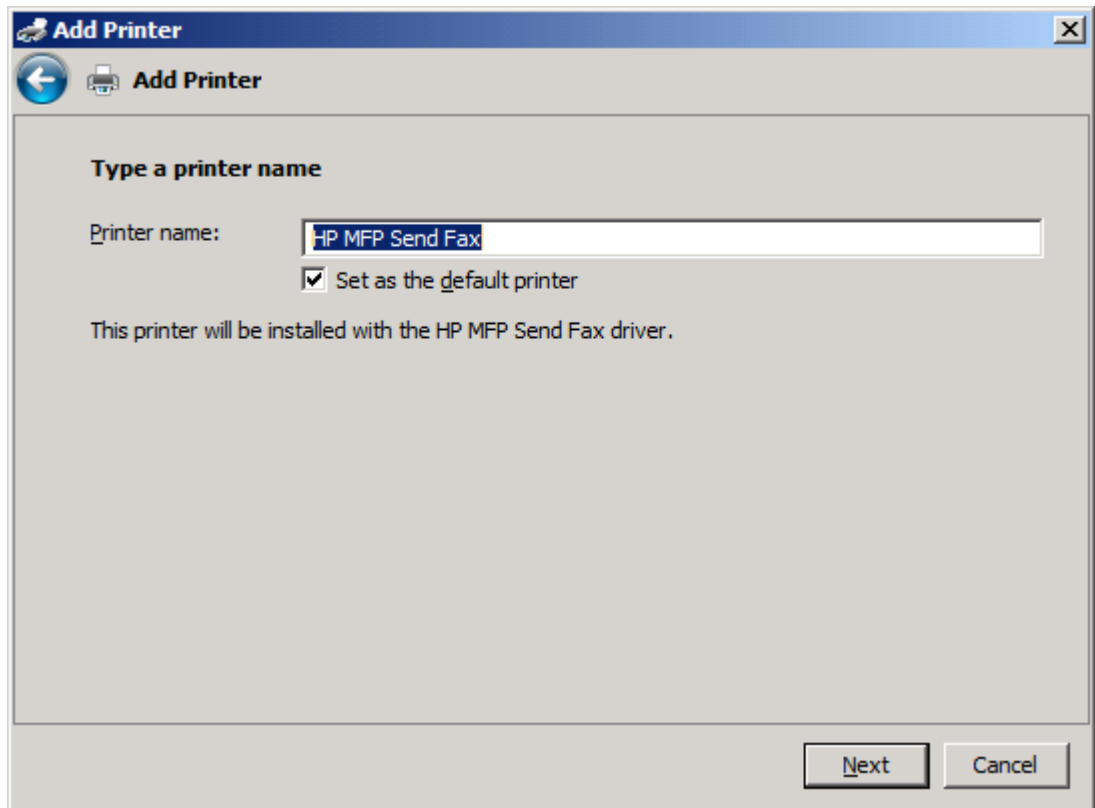 Add Printer
Add Printer
Type a printer name
Printer name: HP MFP Send Fax
Set as the default printer
This printer will be installed with the HP MFP Send Fax driver.
Next Cancel